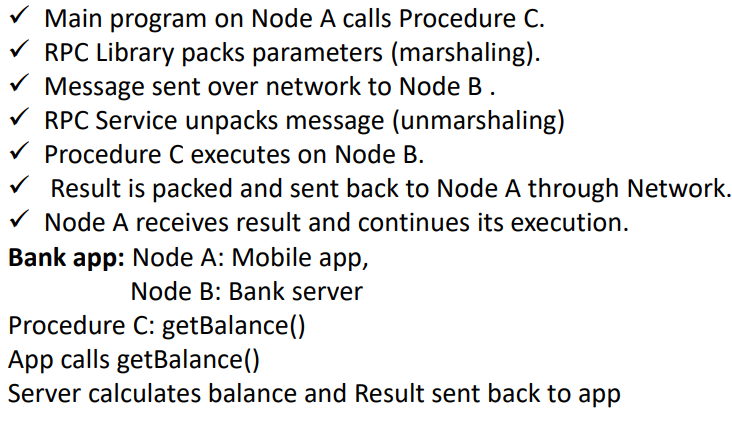 ✓ Main program on Node A calls Procedure C.
✓ RPC Library packs parameters (marshaling).
✓ Message sent over network to Node B .
✓ RPC Service unpacks message (unmarshaling)
✓ Procedure C executes on Node B.
✓ Result is packed and sent back to Node A through Network.
✓ Node A receives result and continues its execution.
Bank app: Node A: Mobile app,
Node B: Bank server
Procedure C: getBalance()
App calls getBalance()
Server calculates balance and Result sent back to app